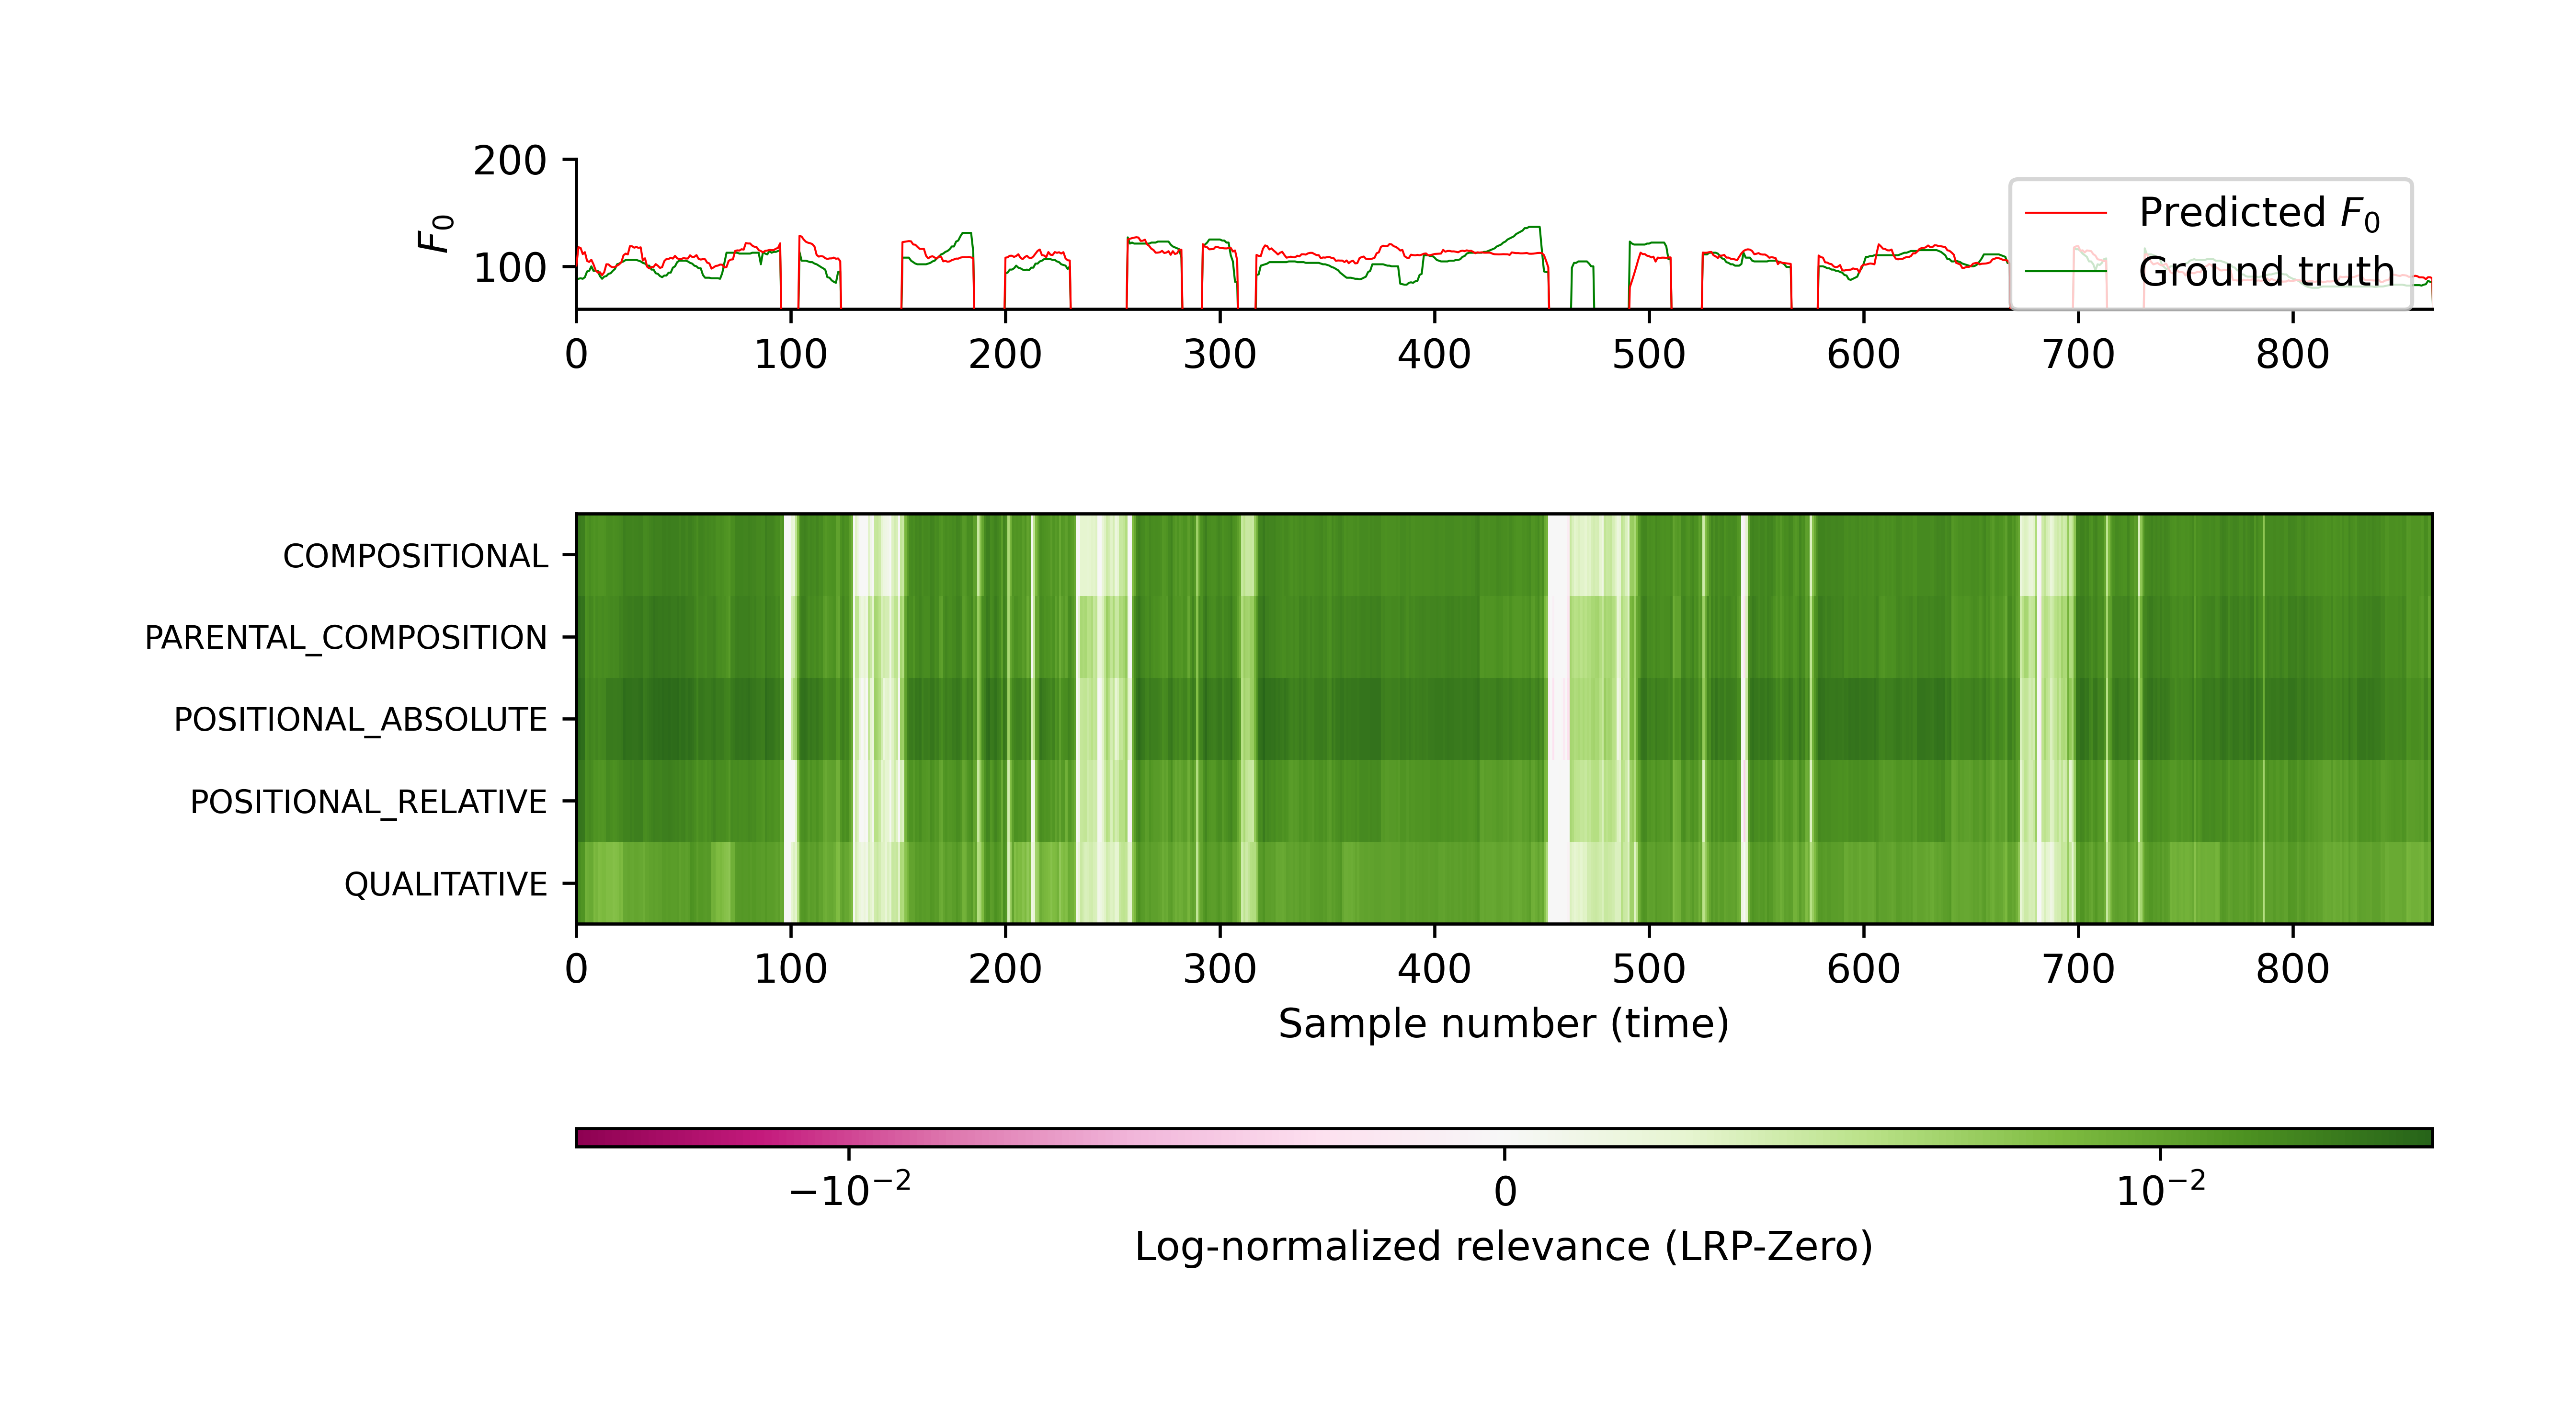 200
100
F0
Predicted F0
Ground truth
0 100 200 300 400 500 600 700 800
COMPOSITIONAL
PARENTAL_COMPOSITION
POSITIONAL_ABSOLUTE
POSITIONAL_RELATIVE
QUALITATIVE
0 100 200 300 400 500 600 700 800
Sample number (time)
−10⁻² 0 10⁻²
Log-normalized relevance (LRP-Zero)